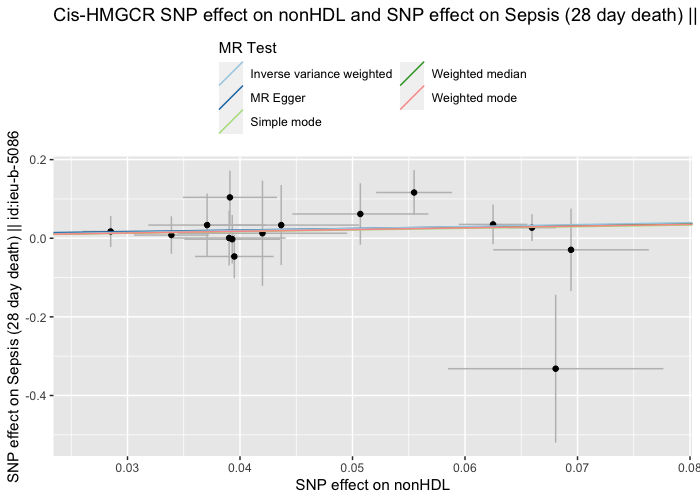 Cis-HMGCR SNP effect on nonHDL and SNP effect on Sepsis (28 day death) ||
MR Test
Inverse variance weighted
Weighted median
MR Egger
Weighted mode
Simple mode
SNP effect on Sepsis (28 day death) || id:ieu-b-5086
0.2
0.0
-0.2
-0.4
0.03
0.04
0.05
0.06
0.07
0.08
SNP effect on nonHDL